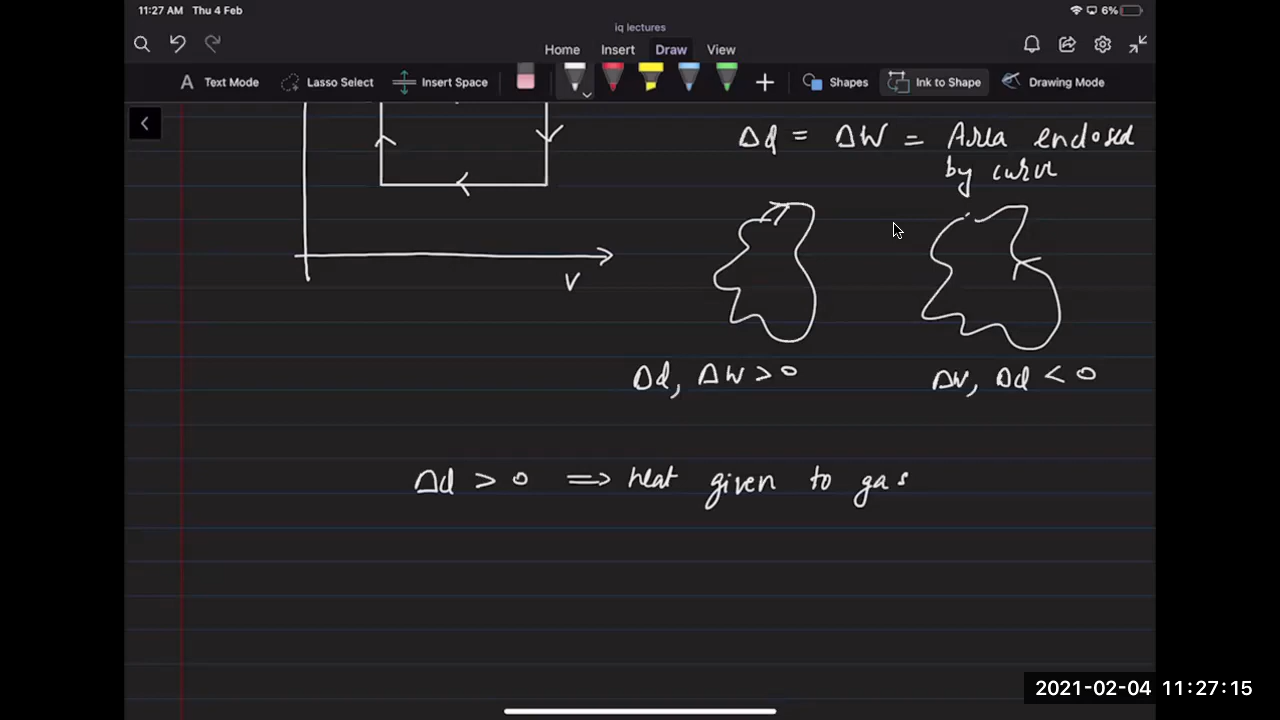 11:27 AM Thu 4 Feb
6%
iq lectures
Home Insert Draw View
Text Mode Lasso Select Insert Space Shapes Ink to Shape Drawing Mode
ΔQ = ΔW = Area enclosed
by curve
V
ΔQ, ΔW > 0
ΔW, ΔQ < 0
ΔQ > 0 ⟹ heat given to gas
2021-02-04 11:27:15